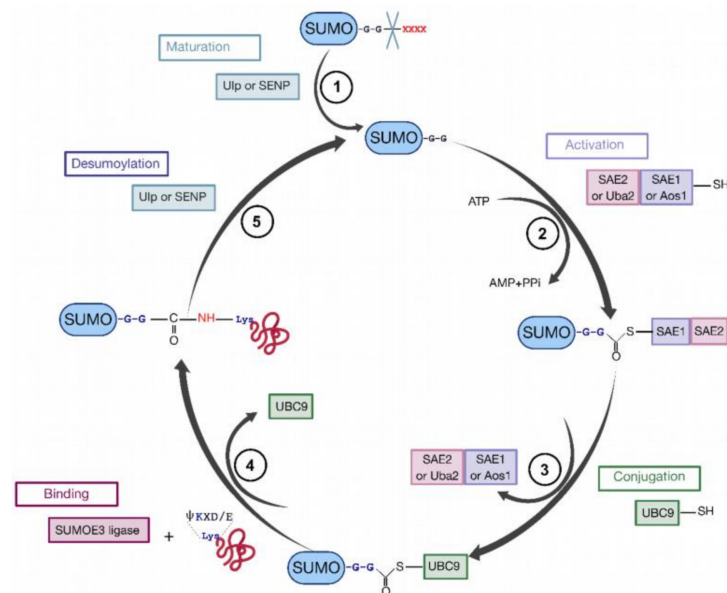 SUMO -G-G- xxxx
Maturation
Ulp or SENP
1
SUMO -G-G
Desumoylation
Ulp or SENP
5
Activation
SAE2 or Uba2
SAE1 or Aos1
SH
ATP
2
AMP+PPi
SUMO -G-G C NH Lys
O
SUMO -G-G S SAE1 SAE2
O
UBC9
4
SAE2 or Uba2
SAE1 or Aos1
3
Conjugation
UBC9 SH
Binding
SUMOE3 ligase + ΨKXD/E
Lys
SUMO -G-G S UBC9
O